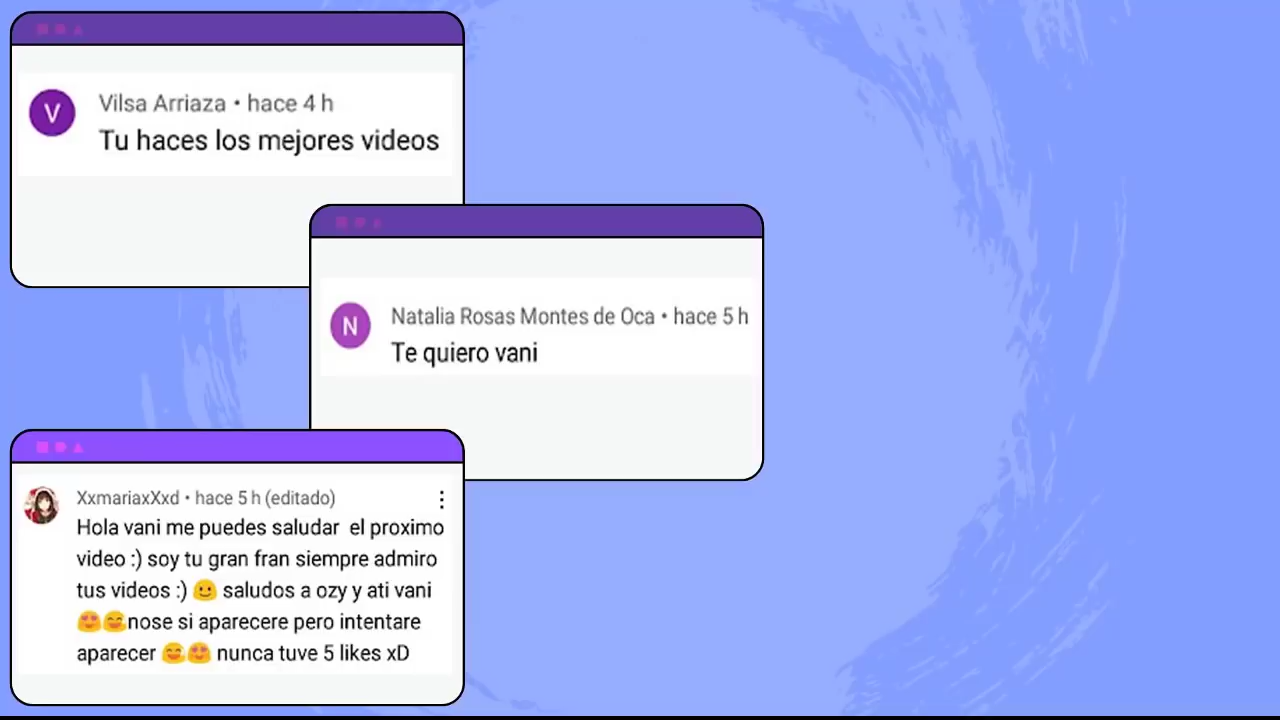 V
Vilsa Arriaza • hace 4 h
Tu haces los mejores videos
N
Natalia Rosas Montes de Oca • hace 5 h
Te quiero vani
XxmariaxXxd • hace 5 h (editado)
Hola vani me puedes saludar el proximo
video :) soy tu gran fran siempre admiro
tus videos :) 🙂 saludos a ozy y ati vani
😍😊nose si aparecere pero intentare
aparecer 😊😍 nunca tuve 5 likes xD